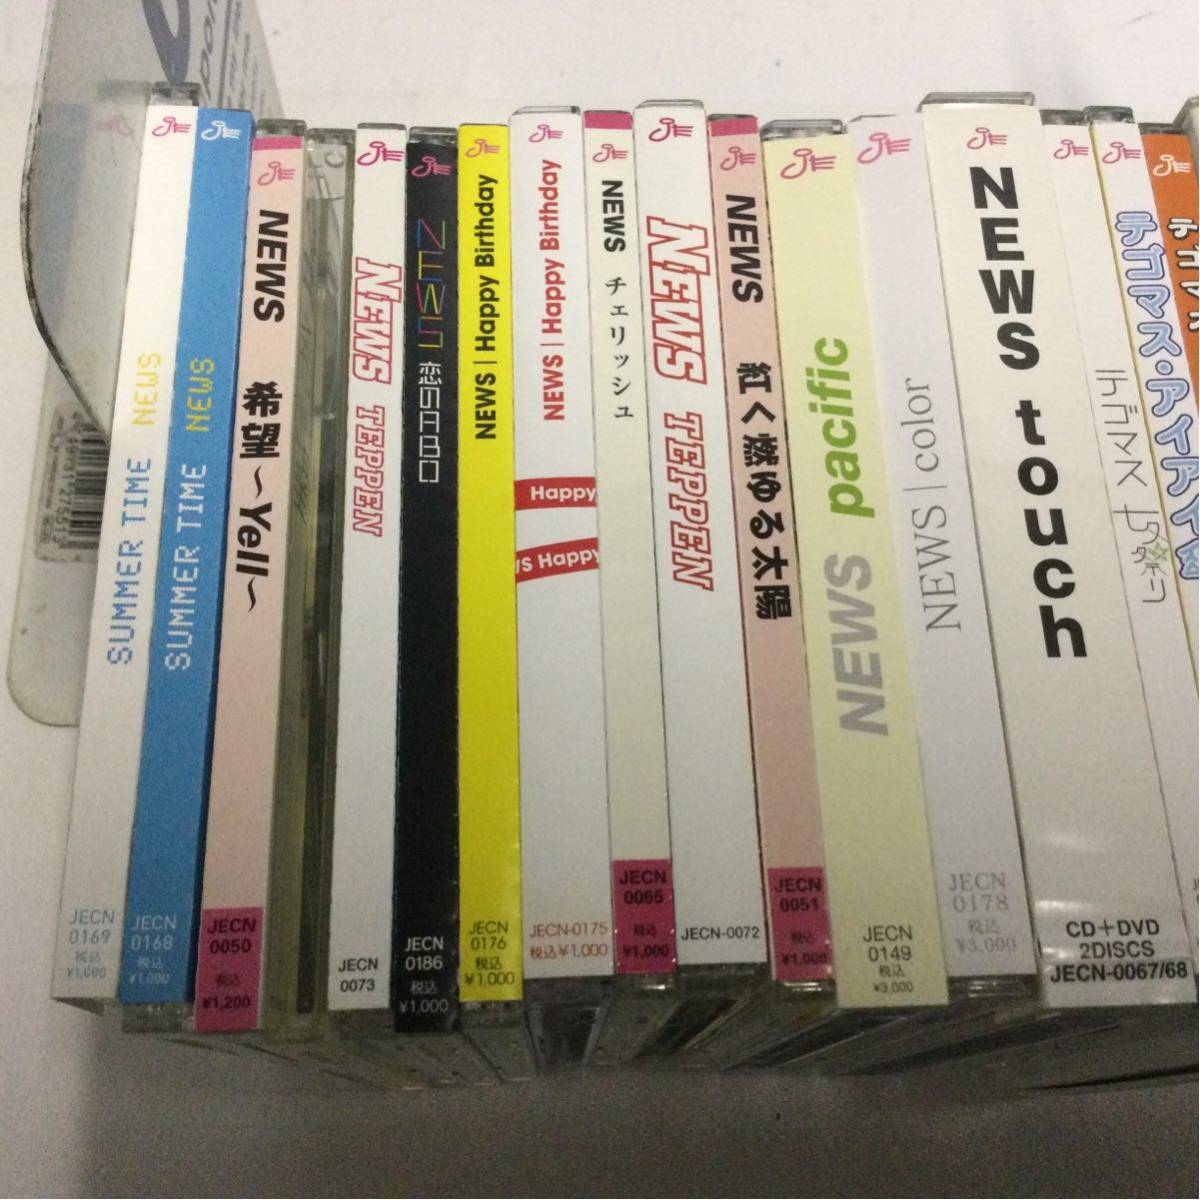 SUMMER TIME NEWS
JECN
0169
税込
¥1,000
SUMMER TIME NEWS
JECN
0168
税込
¥1,000
NEWS 希望～Yell～
JECN
0050
税込
¥1,200
NEWS TEPPEN
JECN
0073
NEWS 恋のABO
JECN
0186
税込
¥1,000
NEWS | Happy Birthday
JECN
0176
税込
¥1,000
NEWS | Happy Birthday
Happy
WS Happy
JECN-0175
税込¥1,000
NEWS チェリッシュ
JECN
0065
税込
¥1,000
NEWS TEPPEN
JECN-0072
NEWS 紅く燃ゆる太陽
JECN
0051
税込
¥1,000
NEWS pacific
JECN
0149
税込
¥3,000
NEWS | color
JECN
0178
税込
¥3,000
NEWS touch
CD+DVD
2DISCS
JECN-0067/68
テゴマス 七夕祭り
テゴマス・アイアイ
テゴマス